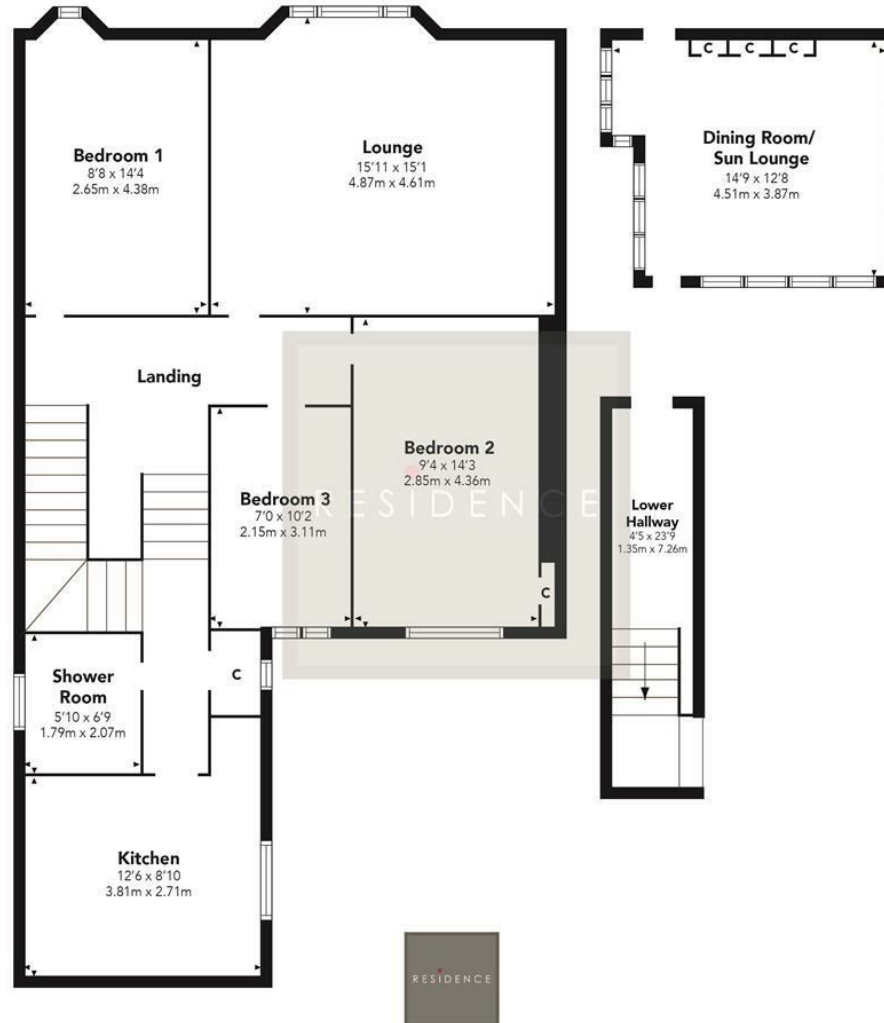 Bedroom 1
8'8 x 14'4
2.65m x 4.38m
Lounge
15'11 x 15'1
4.87m x 4.61m
C C C
Dining Room/
Sun Lounge
14'9 x 12'8
4.51m x 3.87m
Landing
Bedroom 2
9'4 x 14'3
2.85m x 4.36m
Bedroom 3
7'0 x 10'2
2.15m x 3.11m
RESIDENCE
C
Lower
Hallway
4'5 x 23'9
1.35m x 7.26m
Shower
Room
5'10 x 6'9
1.79m x 2.07m
C
Kitchen
12'6 x 8'10
3.81m x 2.71m
RESIDENCE